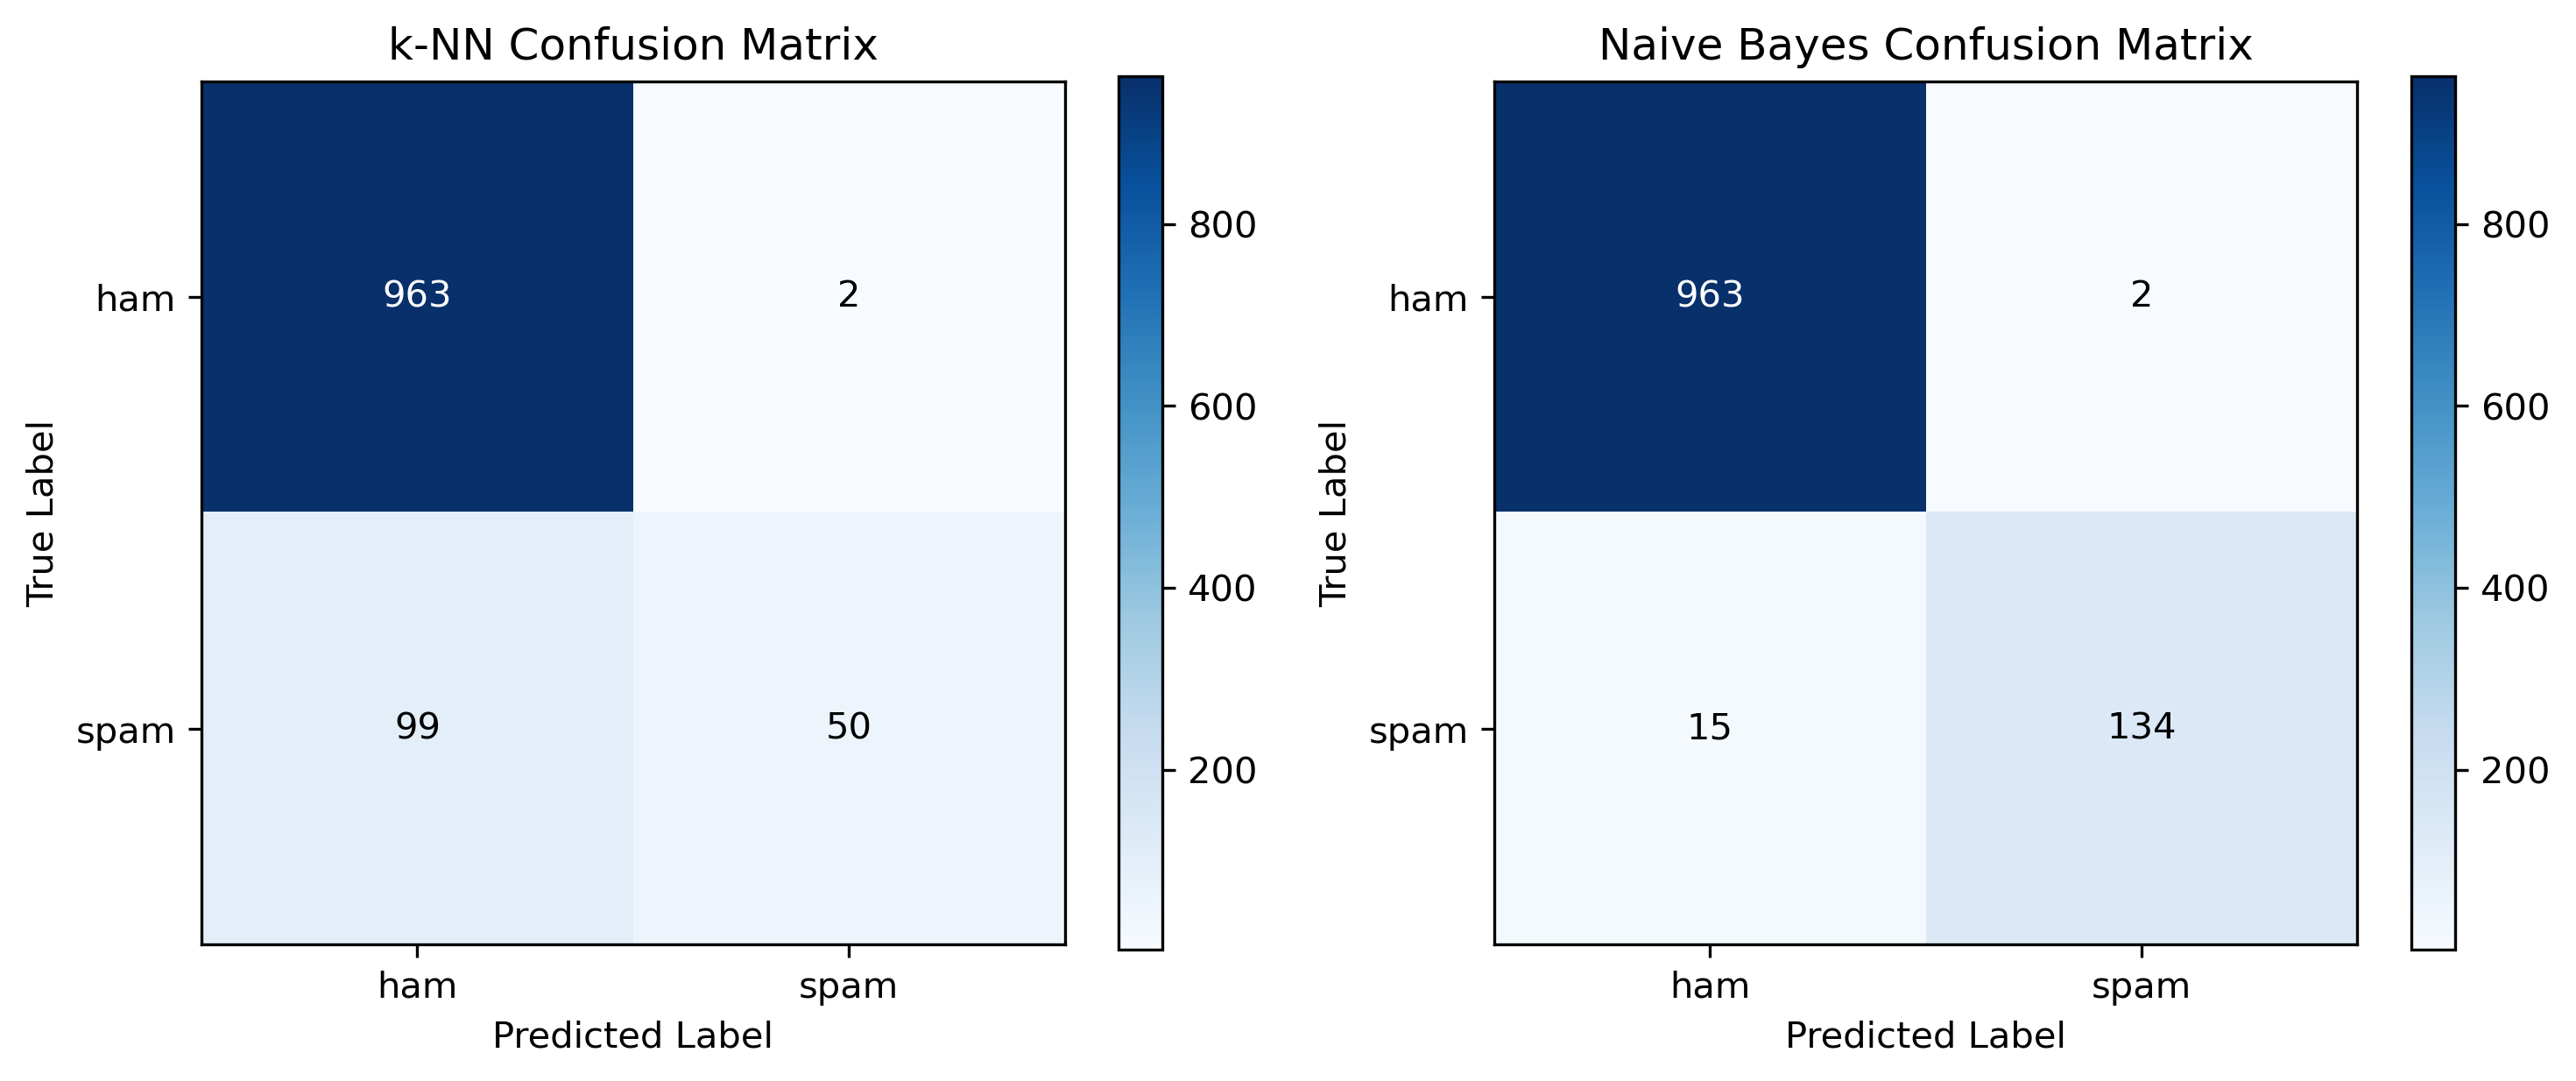 k-NN Confusion Matrix
963
2
99
50
ham
spam
True Label
ham
spam
Predicted Label
800
600
400
200
Naive Bayes Confusion Matrix
963
2
15
134
ham
spam
True Label
ham
spam
Predicted Label
800
600
400
200